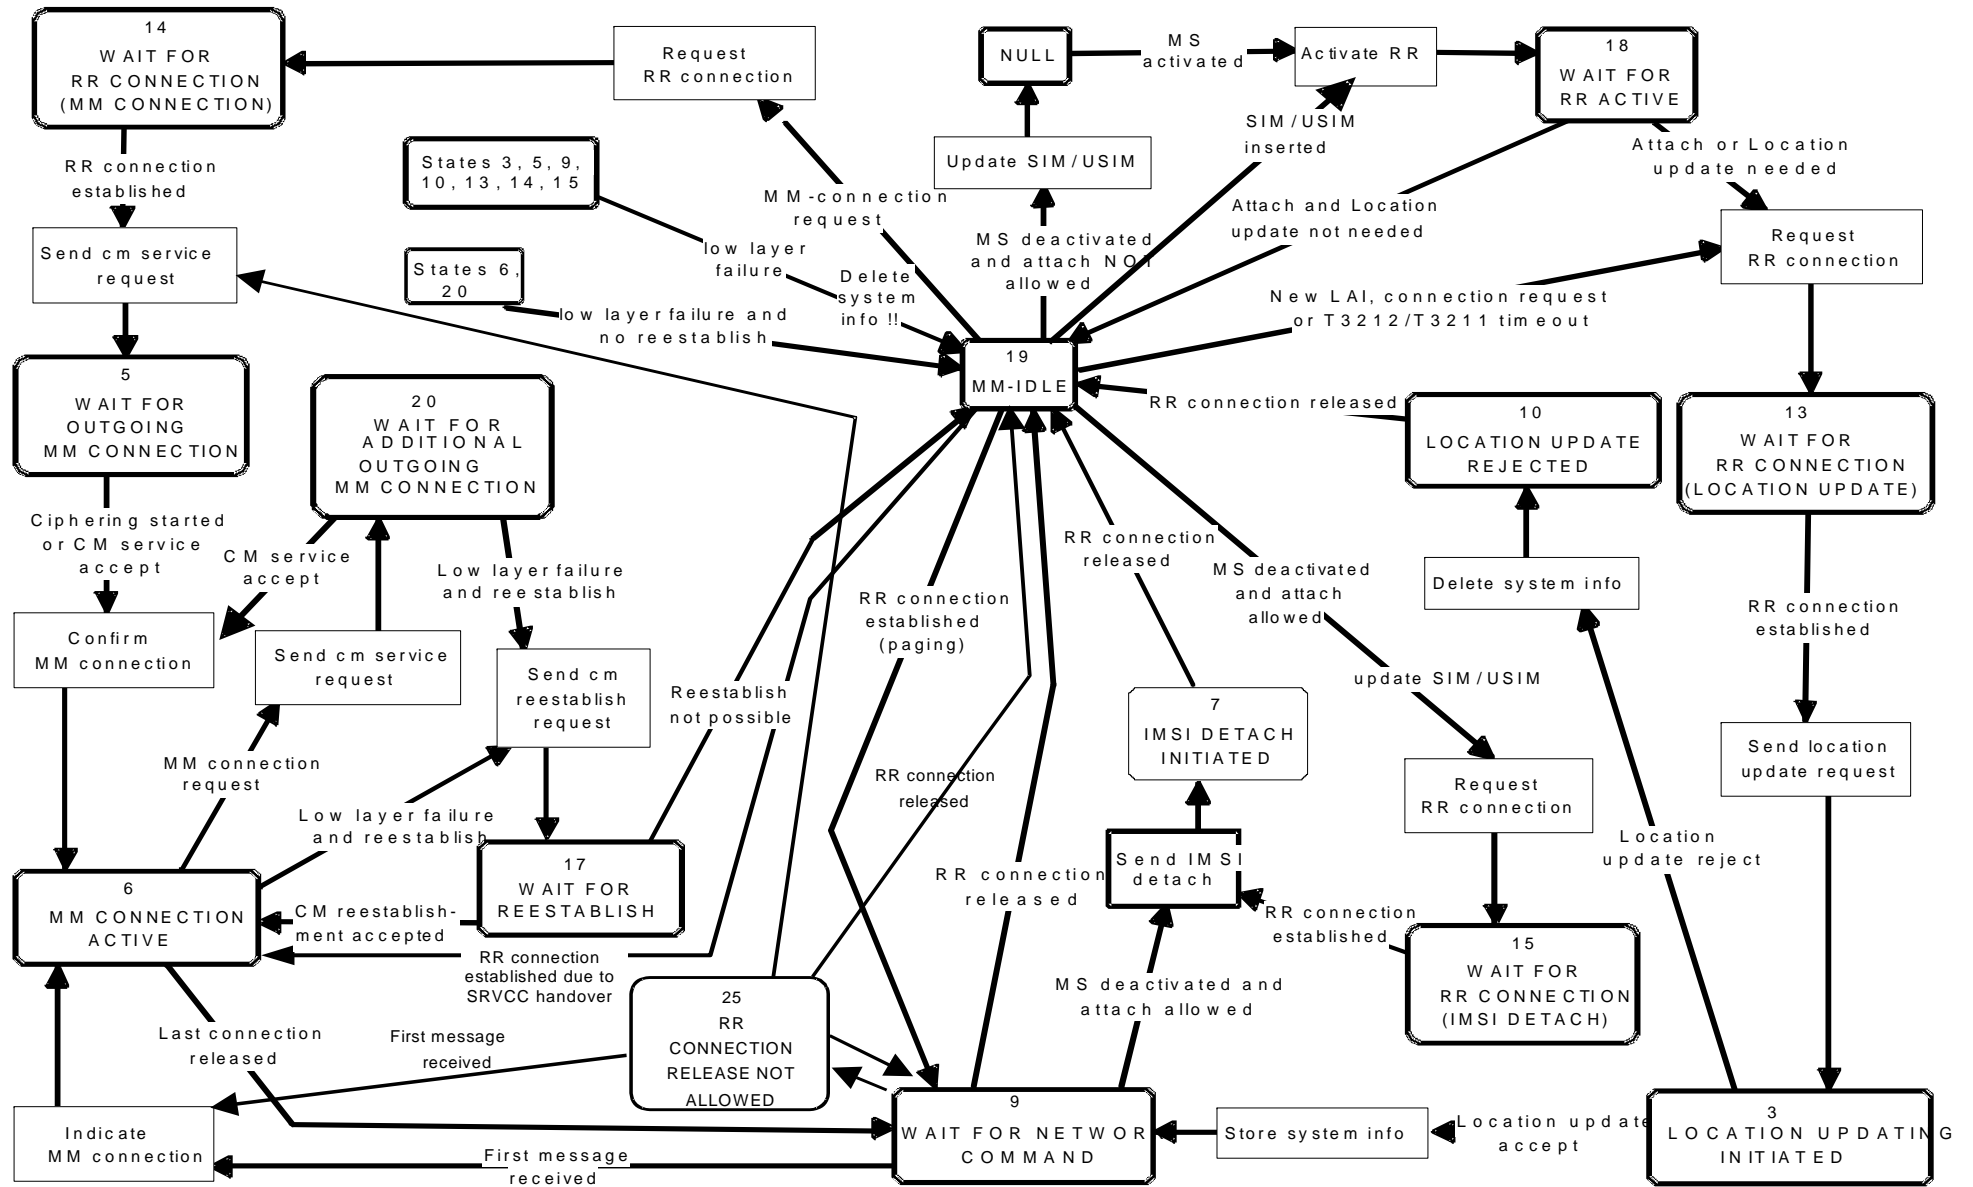 14
WAIT FOR
RR CONNECTION
(MM CONNECTION)
Request
RR connection
NULL
MS
activated
Activate RR
18
WAIT FOR
RR ACTIVE
RR connection
established
States 3, 5, 9,
10, 13, 14, 15
Update SIM/USIM
SIM/USIM
inserted
Attach or Location
update needed
MM-connection
request
Attach and Location
update not needed
Send cm service
request
low layer
failure
MS deactivated
and attach NOT
allowed
Request
RR connection
States 6,
20
Delete
system
info !!
New LAI, connection request
or T3212/T3211 timeout
low layer failure and
no reestablish
19
MM-IDLE
5
WAIT FOR
OUTGOING
MM CONNECTION
20
WAIT FOR
ADDITIONAL
OUTGOING
MM CONNECTION
RR connection released
10
LOCATION UPDATE
REJECTED
13
WAIT FOR
RR CONNECTION
(LOCATION UPDATE)
Ciphering started
or CM service
accept
CM service
accept
Low layer failure
and reestablish
RR connection
released
MS deactivated
and attach
allowed
Delete system info
RR connection
established
(paging)
RR connection
established
Confirm
MM connection
Send cm service
request
Send cm
reestablish
request
Reestablish
not possible
update SIM/USIM
7
IMSI DETACH
INITIATED
Send location
update request
MM connection
request
RR connection
released
Request
RR connection
Low layer failure
and reestablish
Location
update reject
17
WAIT FOR
REESTABLISH
Send IMSI
detach
RR connection
released
6
MM CONNECTION
ACTIVE
CM reestablish-
ment accepted
RR connection
established
15
WAIT FOR
RR CONNECTION
(IMSI DETACH)
RR connection
established due to
SRVCC handover
MS deactivated and
attach allowed
25
RR
CONNECTION
RELEASE NOT
ALLOWED
Last connection
released
First message
received
Indicate
MM connection
First message
received
9
WAIT FOR NETWOR
COMMAND
Store system info
Location update
accept
3
LOCATION UPDATING
INITIATED